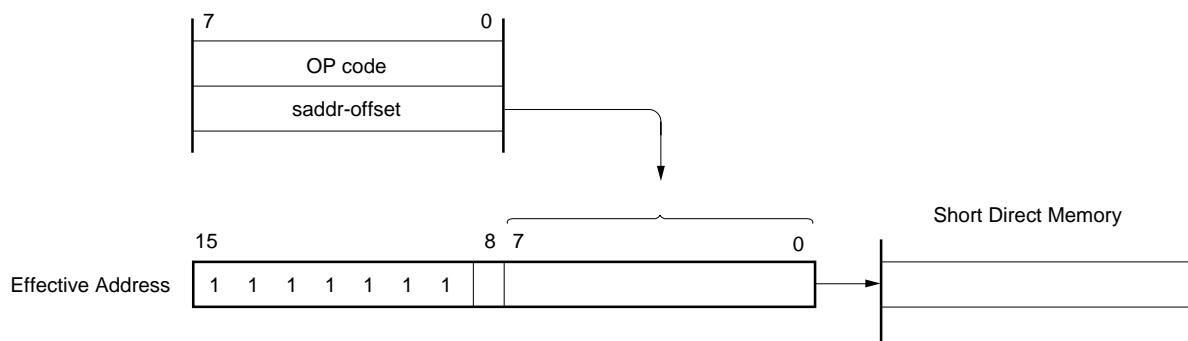 7 0
OP code
saddr-offset
Short Direct Memory
15 8 7 0
Effective Address 1 1 1 1 1 1 1